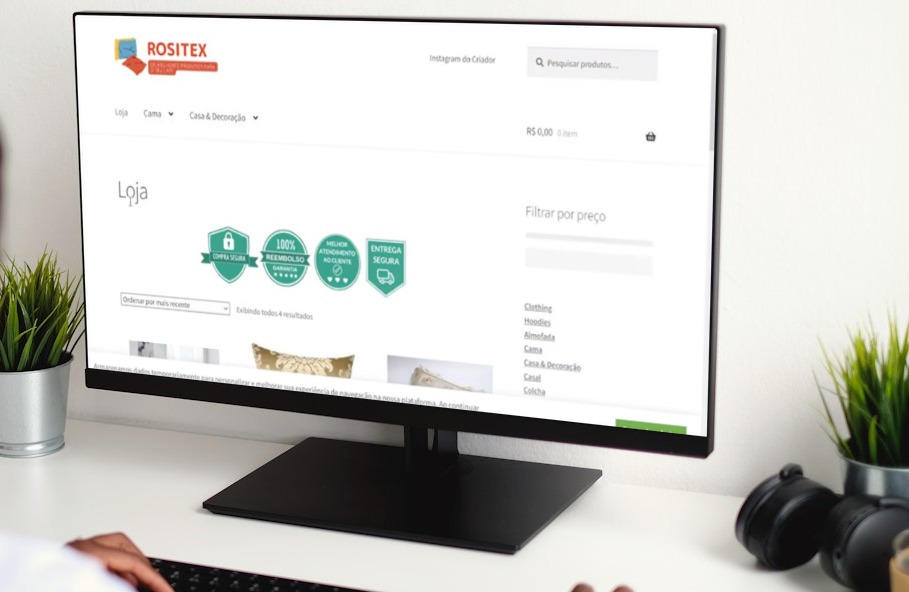 ROSITEX
Instagram do Criador
Pesquisar produtos...
Loja
Cama
Casa & Decoração
R$ 0,00 0 item
Loja
Filtrar por preço
COMPRA SEGURA
100%
REEMBOLSO
GARANTIA
MELHOR
ATENDIMENTO
AO CLIENTE
ENTREGA
SEGURA
Ordenar por mais recente
Exibindo todos 4 resultados
Clothing
Hoodies
Almofada
Cama
Casa & Decoração
Casal
Colcha
Armazenamos dados temporariamente para personalizar e melhorar sua experiência de navegação na nossa plataforma. Ao continuar